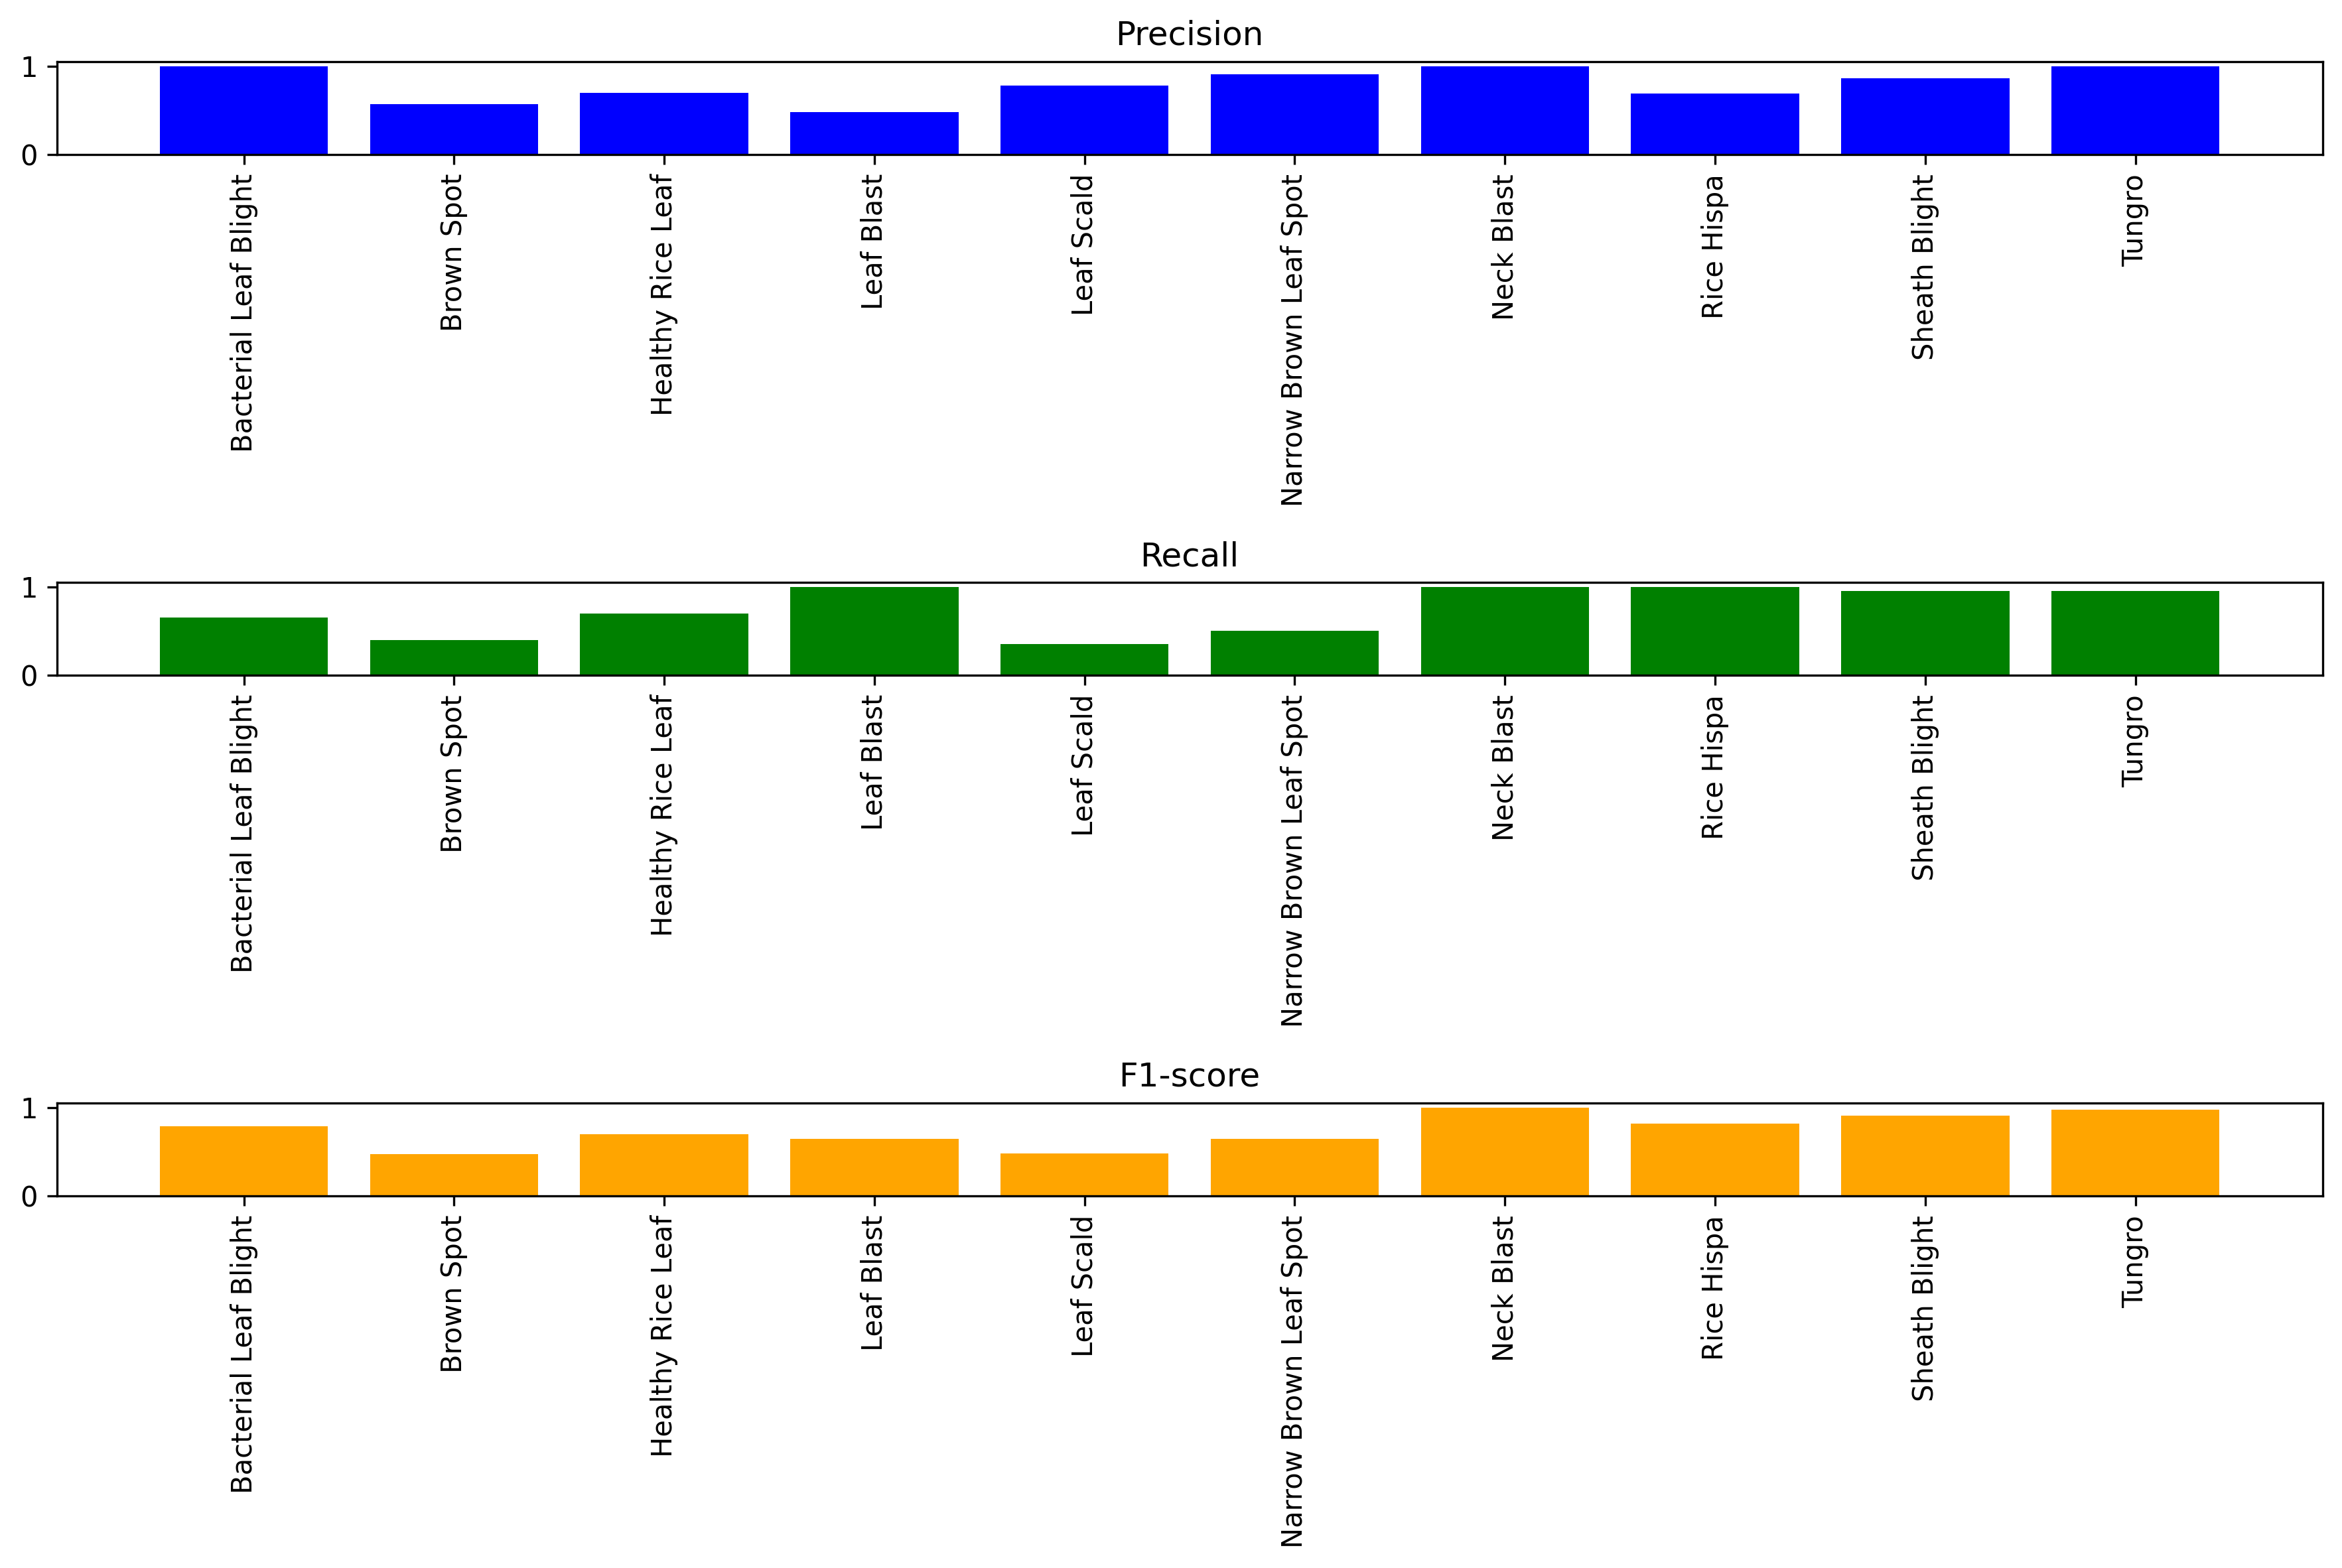 Precision
1
0
Bacterial Leaf Blight
Brown Spot
Healthy Rice Leaf
Leaf Blast
Leaf Scald
Narrow Brown Leaf Spot
Neck Blast
Rice Hispa
Sheath Blight
Tungro
Recall
1
0
Bacterial Leaf Blight
Brown Spot
Healthy Rice Leaf
Leaf Blast
Leaf Scald
Narrow Brown Leaf Spot
Neck Blast
Rice Hispa
Sheath Blight
Tungro
F1-score
1
0
Bacterial Leaf Blight
Brown Spot
Healthy Rice Leaf
Leaf Blast
Leaf Scald
Narrow Brown Leaf Spot
Neck Blast
Rice Hispa
Sheath Blight
Tungro